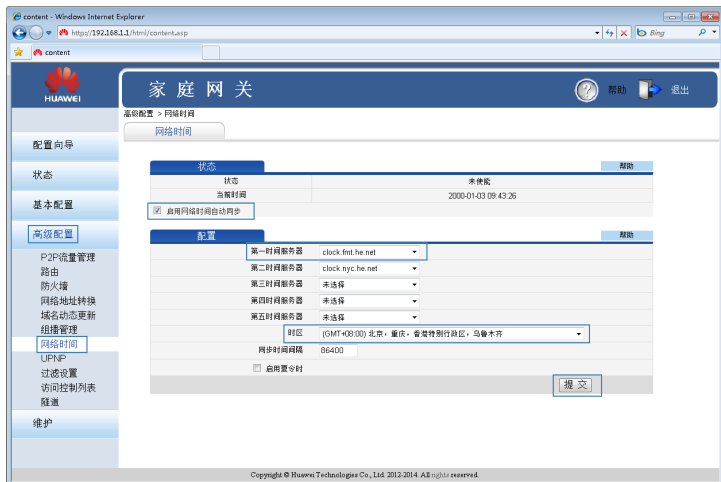 content - Windows Internet Explorer
http://192.168.1.1/html/content.asp
Bing
content
HUAWEI
家庭网关
帮助
退出
高级配置 > 网络时间
网络时间
配置向导
状态
基本配置
高级配置
P2P流量管理
路由
防火墙
网络地址转换
域名动态更新
组播管理
网络时间
UPNP
过滤设置
访问控制列表
隧道
维护
状态 帮助
状态 未使能
当前时间 2000-01-03 09:43:26
启用网络时间自动同步
配置 帮助
第一时间服务器 clock.fmt.he.net
第二时间服务器 clock.nyc.he.net
第三时间服务器 未选择
第四时间服务器 未选择
第五时间服务器 未选择
时区 (GMT+08:00) 北京，重庆，香港特别行政区，乌鲁木齐
同步时间间隔 86400
启用夏令时
提交
Copyright © Huawei Technologies Co., Ltd. 2012-2014. All rights reserved.